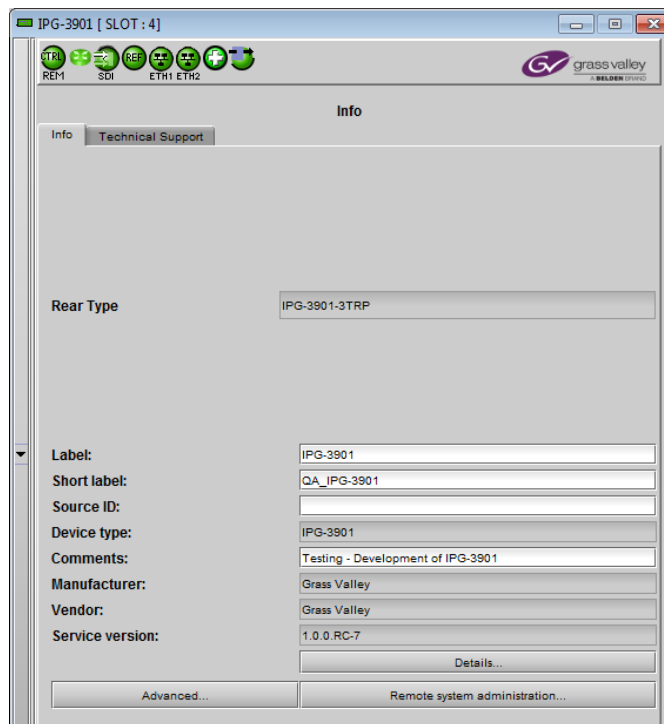 IPG-3901 [ SLOT : 4]
CTRL REF
REM SDI ETH1 ETH2
GV grassvalley
A BELDEN BRAND
Info
Info Technical Support
Rear Type IPG-3901-3TRP
Label: IPG-3901
Short label: QA_IPG-3901
Source ID:
Device type: IPG-3901
Comments: Testing - Development of IPG-3901
Manufacturer: Grass Valley
Vendor: Grass Valley
Service version: 1.0.0.RC-7
Details...
Advanced... Remote system administration...